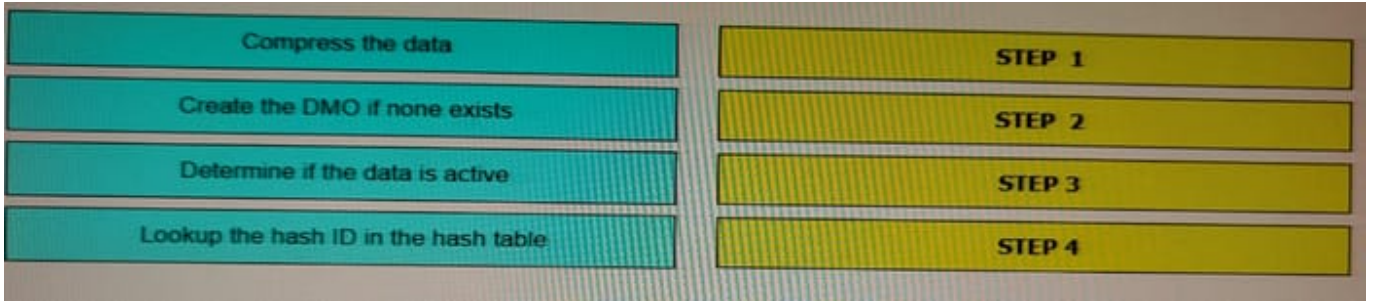 Compress the data
Create the DMO if none exists
Determine if the data is active
Lookup the hash ID in the hash table
STEP 1
STEP 2
STEP 3
STEP 4